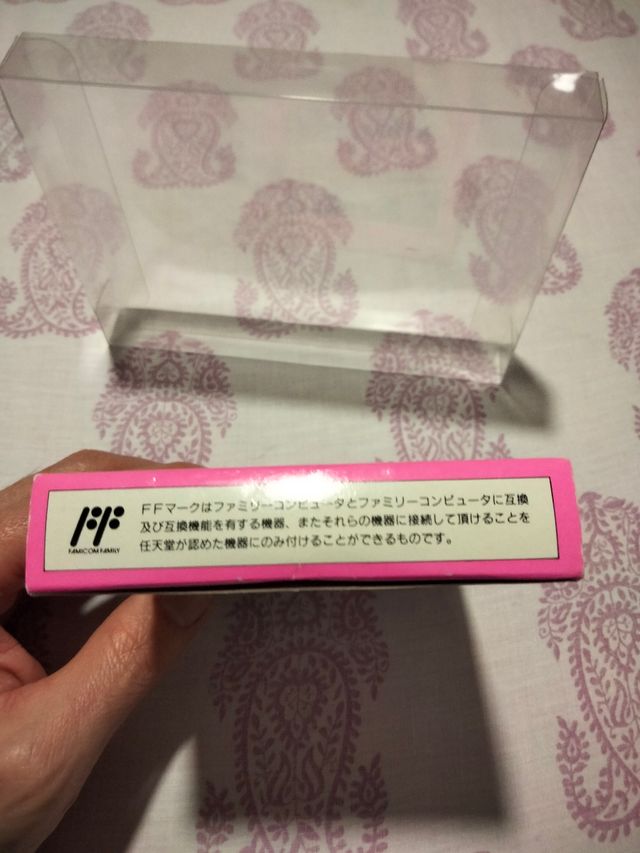 FAMICOM FAMILY
FFマークはファミリーコンピュータとファミリーコンピュータに互換
及び互換機能を有する機器、またそれらの機器に接続して頂けることを
任天堂が認めた機器にのみ付けることができるものです。